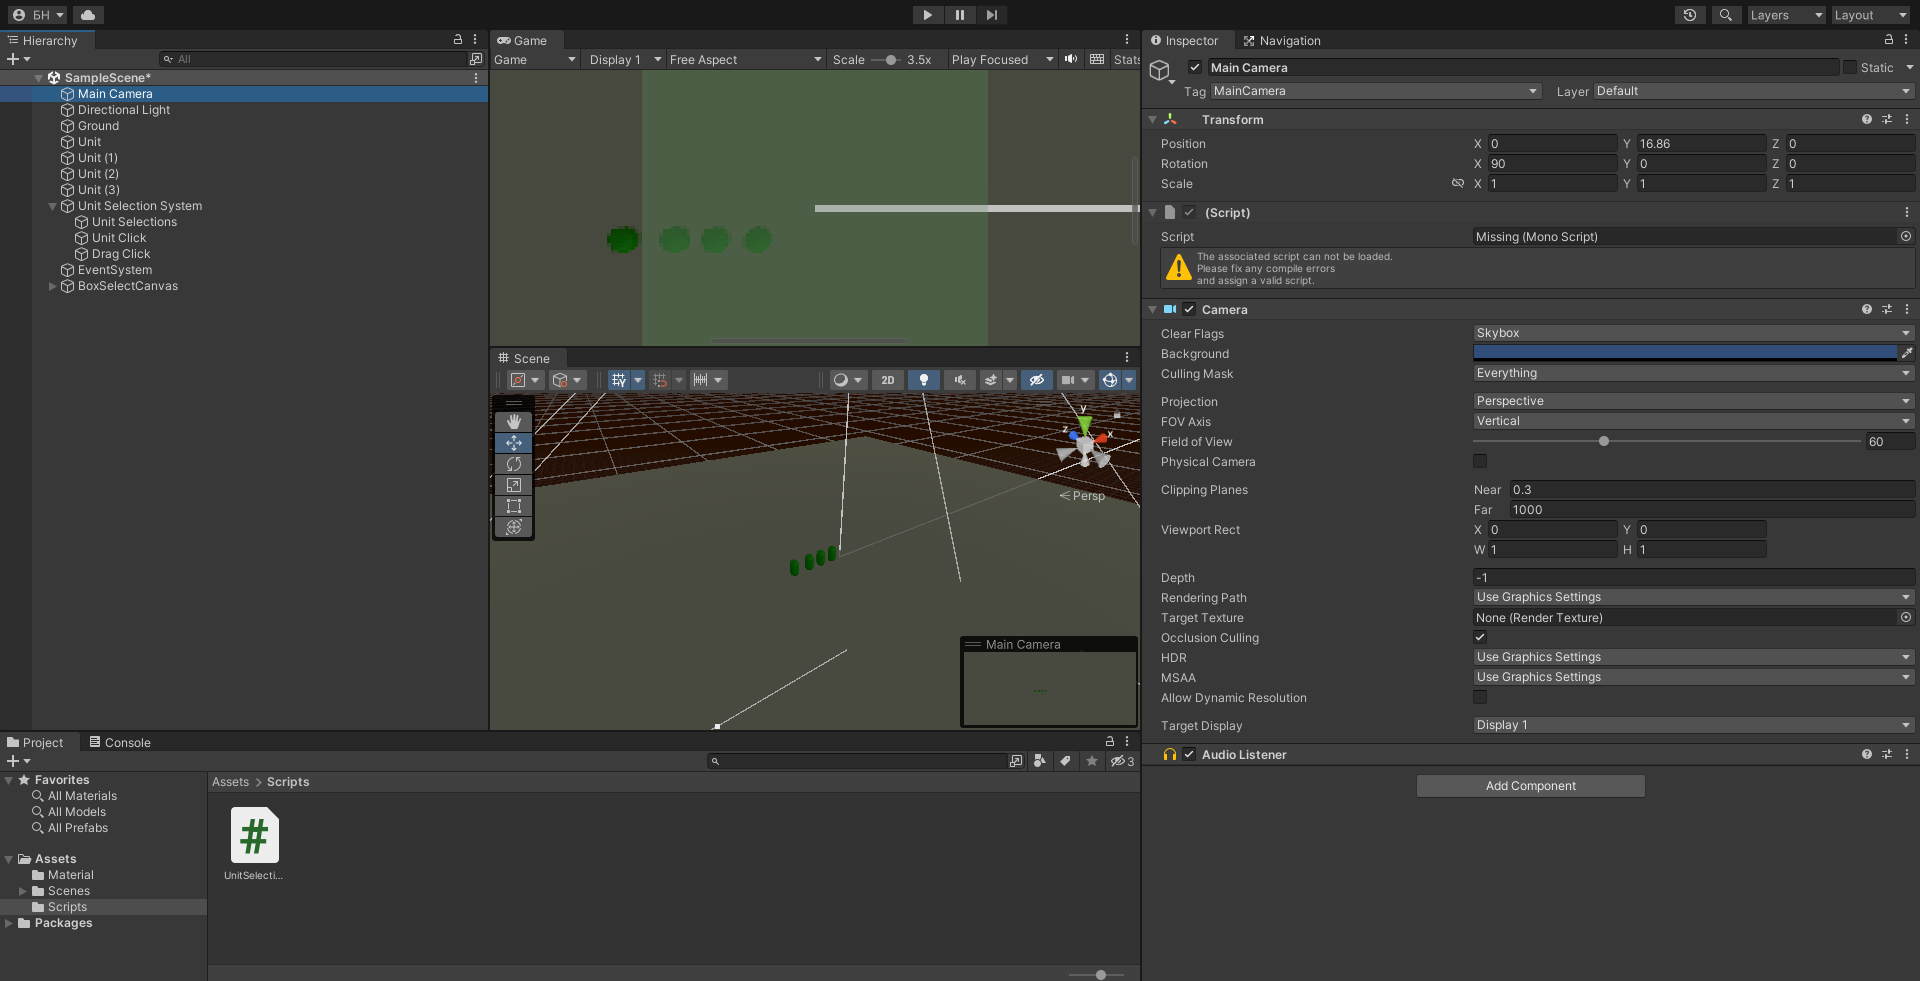 БН
Layers
Layout
Hierarchy
All
SampleScene*
Main Camera
Directional Light
Ground
Unit
Unit (1)
Unit (2)
Unit (3)
Unit Selection System
Unit Selections
Unit Click
Drag Click
EventSystem
BoxSelectCanvas
Game
Game
Display 1
Free Aspect
Scale
3.5x
Play Focused
Stats
Scene
2D
y
z
x
Persp
Main Camera
Inspector
Navigation
Main Camera
Static
Tag
MainCamera
Layer
Default
Transform
Position X 0 Y 16.86 Z 0
Rotation X 90 Y 0 Z 0
Scale X 1 Y 1 Z 1
(Script)
Script
Missing (Mono Script)
The associated script can not be loaded.
Please fix any compile errors
and assign a valid script.
Camera
Clear Flags
Skybox
Background
Culling Mask
Everything
Projection
Perspective
FOV Axis
Vertical
Field of View
60
Physical Camera
Clipping Planes
Near 0.3
Far 1000
Viewport Rect
X 0 Y 0
W 1 H 1
Depth
-1
Rendering Path
Use Graphics Settings
Target Texture
None (Render Texture)
Occlusion Culling
HDR
Use Graphics Settings
MSAA
Use Graphics Settings
Allow Dynamic Resolution
Target Display
Display 1
Audio Listener
Add Component
Project
Console
3
Favorites
All Materials
All Models
All Prefabs
Assets
Material
Scenes
Scripts
Packages
Assets > Scripts
#
UnitSelecti...